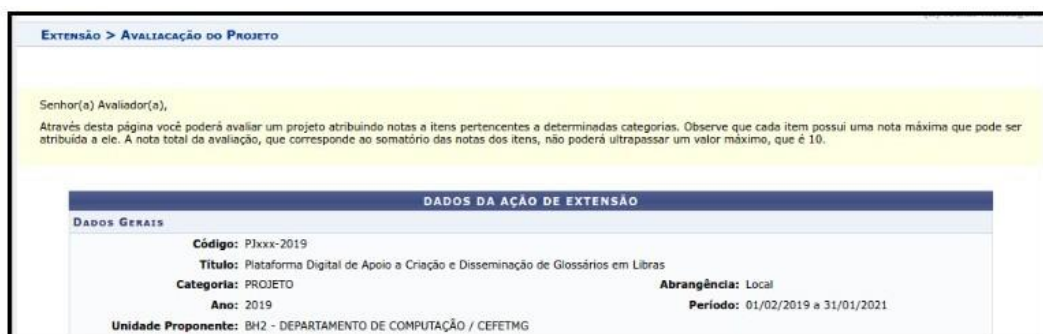 EXTENSÃO > AVALIACAÇÃO DO PROJETO
Senhor(a) Avaliador(a),
Através desta página você poderá avaliar um projeto atribuindo notas a itens pertencentes a determinadas categorias. Observe que cada item possui uma nota máxima que pode ser
atribuída a ele. A nota total da avaliação, que corresponde ao somatório das notas dos itens, não poderá ultrapassar um valor máximo, que é 10.
DADOS DA AÇÃO DE EXTENSÃO
DADOS GERAIS
Código: PJxxx-2019
Título: Plataforma Digital de Apoio a Criação e Disseminação de Glossários em Libras
Categoria: PROJETO Abrangência: Local
Ano: 2019 Período: 01/02/2019 a 31/01/2021
Unidade Proponente: BH2 - DEPARTAMENTO DE COMPUTAÇÃO / CEFETMG